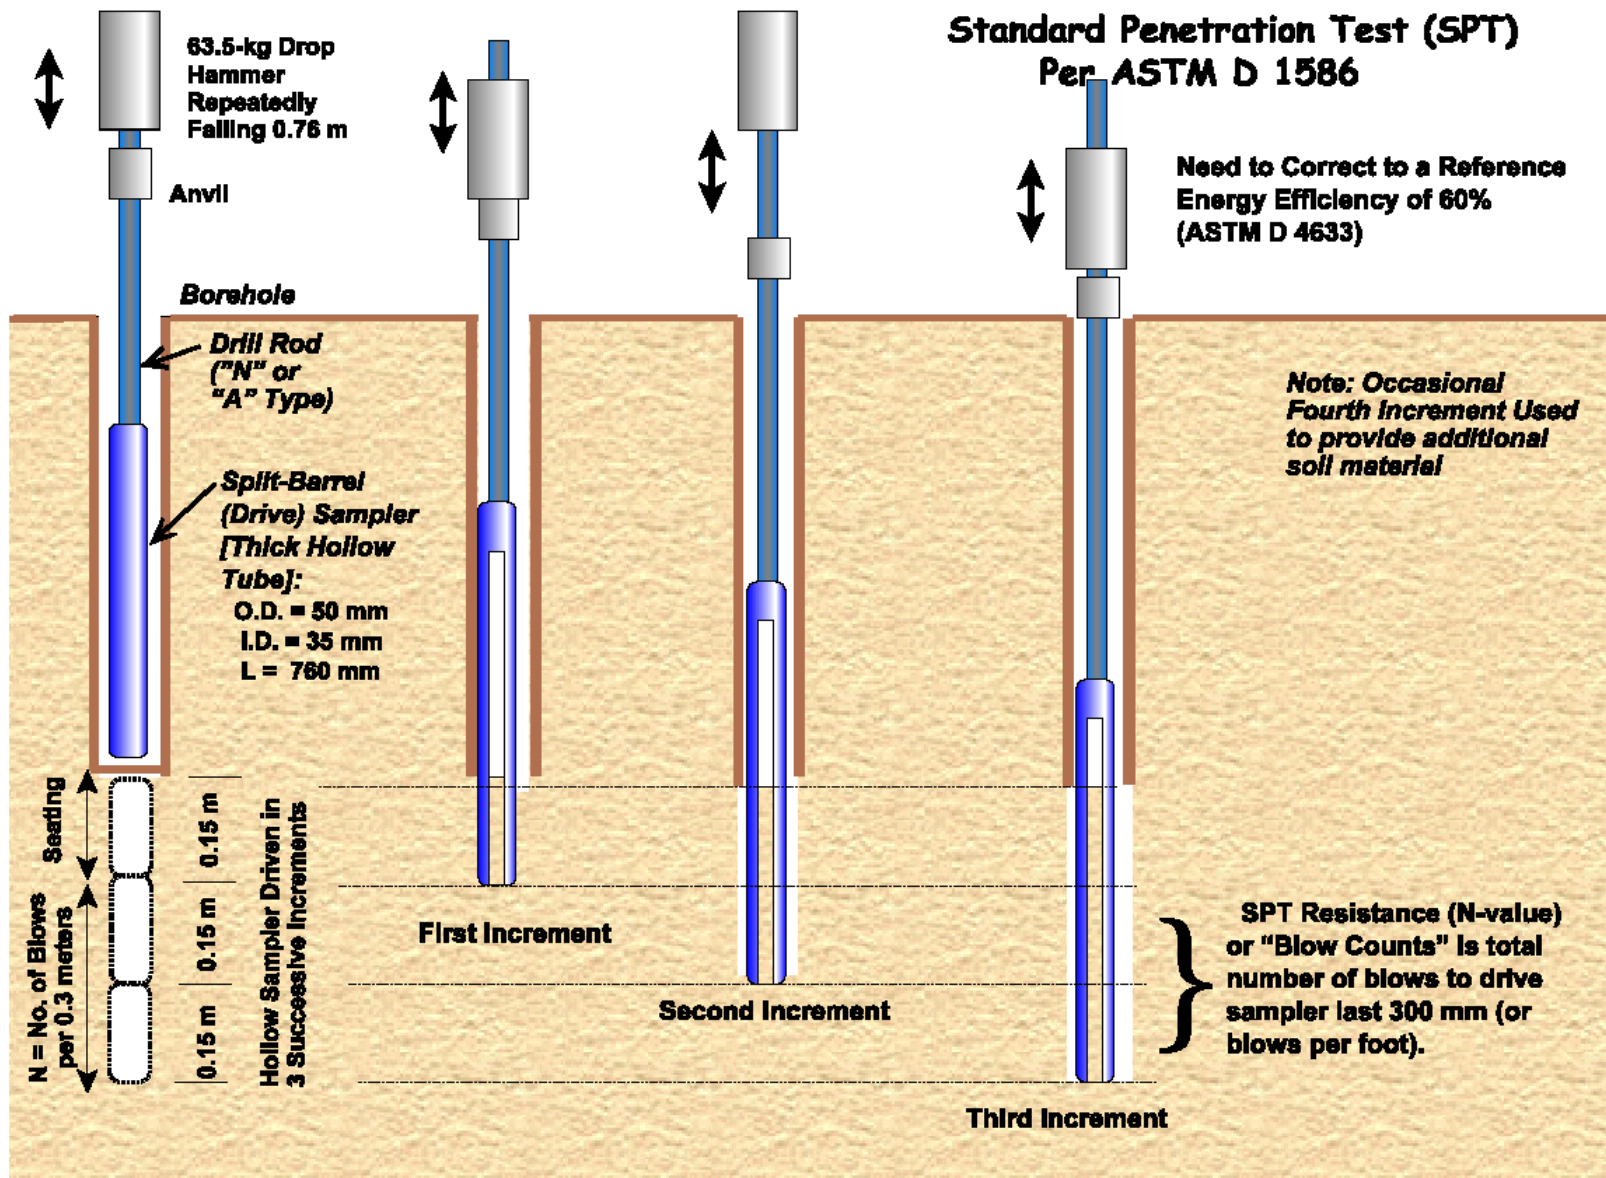 Standard Penetration Test (SPT)
Per ASTM D 1586
63.5-kg Drop
Hammer
Repeatedly
Falling 0.76 m
Anvil
Need to Correct to a Reference
Energy Efficiency of 60%
(ASTM D 4633)
Borehole
Drill Rod
("N" or
“A” Type)
Note: Occasional
Fourth Increment Used
to provide additional
soil material
Split-Barrel
(Drive) Sampler
[Thick Hollow
Tube]:
O.D. = 50 mm
I.D. = 35 mm
L = 760 mm
Seating
N = No. of Blows
per 0.3 meters
0.15 m
0.15 m
0.15 m
Hollow Sampler Driven in
3 Successive Increments
First Increment
Second Increment
Third Increment
SPT Resistance (N-value)
or “Blow Counts” is total
number of blows to drive
sampler last 300 mm (or
blows per foot).